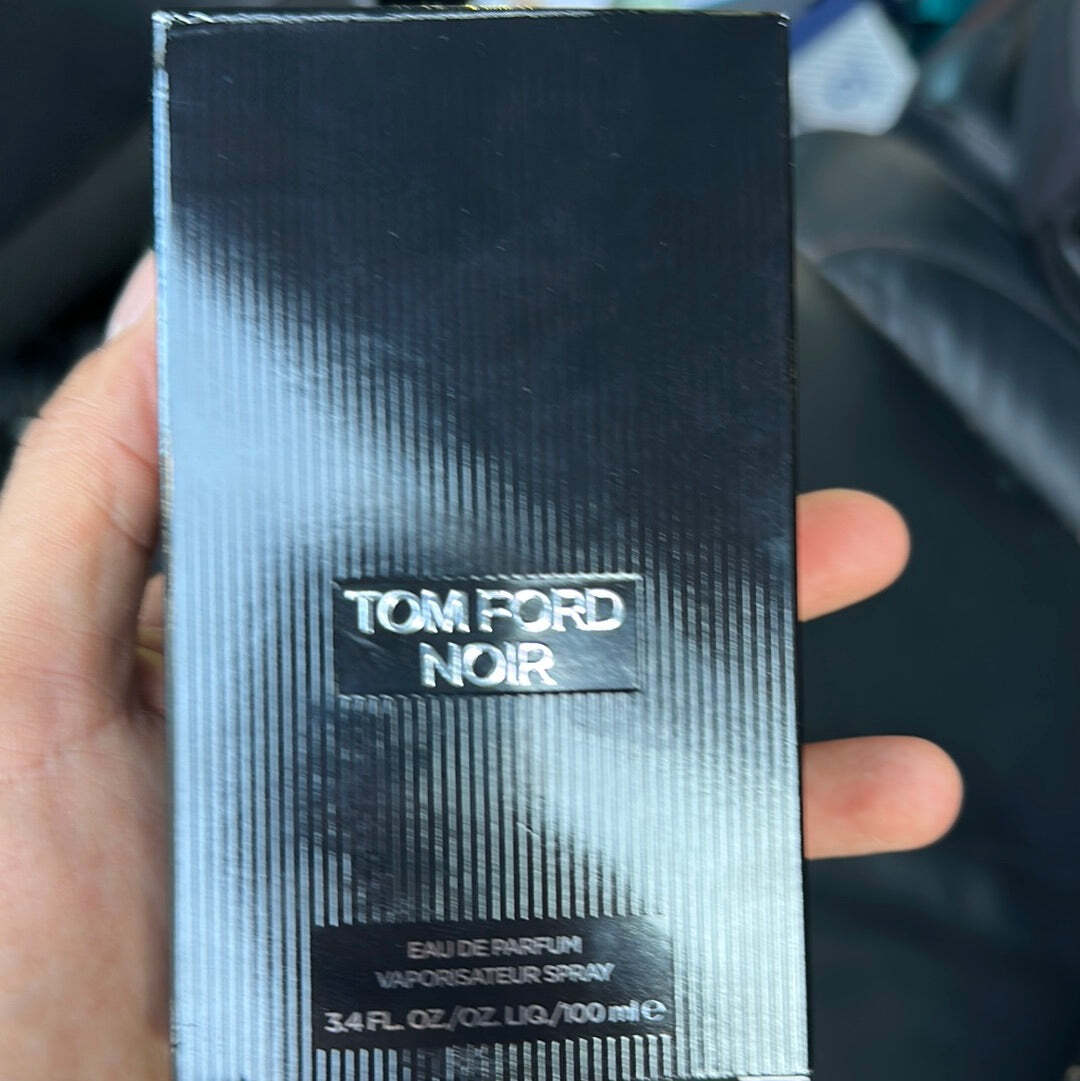 TOM FORD
NOIR
EAU DE PARFUM
VAPORISATEUR SPRAY
3.4 FL. OZ./OZ. LIQ./100 ml ℮